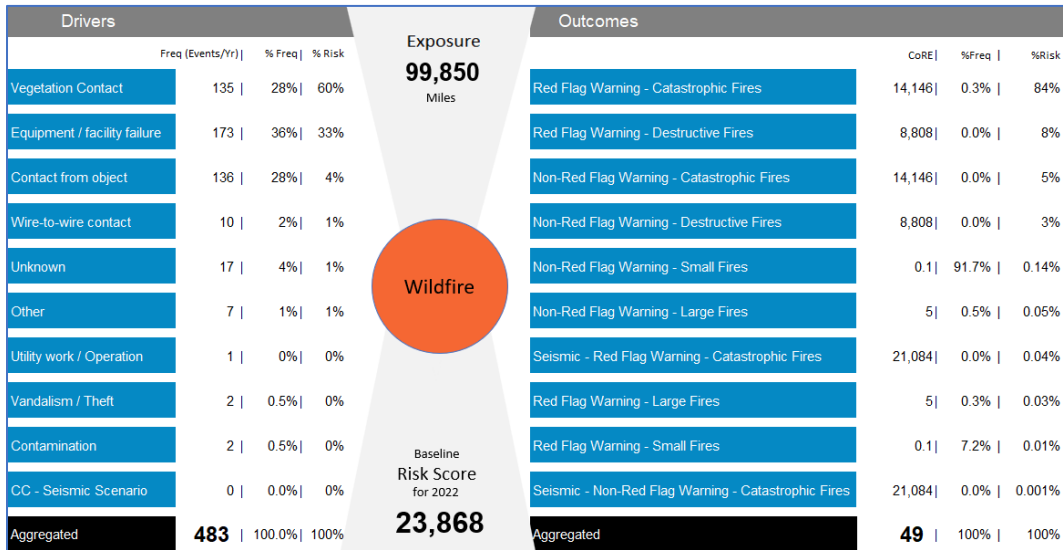 Drivers
Freq (Events/Yr)| % Freq| % Risk
Vegetation Contact 135 | 28%| 60%
Equipment / facility failure 173 | 36%| 33%
Contact from object 136 | 28%| 4%
Wire-to-wire contact 10 | 2%| 1%
Unknown 17 | 4%| 1%
Other 7 | 1%| 1%
Utility work / Operation 1 | 0%| 0%
Vandalism / Theft 2 | 0.5%| 0%
Contamination 2 | 0.5%| 0%
CC - Seismic Scenario 0 | 0.0%| 0%
Aggregated 483 | 100.0%| 100%
Exposure
99,850
Miles
Wildfire
Baseline
Risk Score
for 2022
23,868
Outcomes
CoRE| %Freq | %Risk
Red Flag Warning - Catastrophic Fires 14,146| 0.3% | 84%
Red Flag Warning - Destructive Fires 8,808| 0.0% | 8%
Non-Red Flag Warning - Catastrophic Fires 14,146| 0.0% | 5%
Non-Red Flag Warning - Destructive Fires 8,808| 0.0% | 3%
Non-Red Flag Warning - Small Fires 0.1| 91.7% | 0.14%
Non-Red Flag Warning - Large Fires 5| 0.5% | 0.05%
Seismic - Red Flag Warning - Catastrophic Fires 21,084| 0.0% | 0.04%
Red Flag Warning - Large Fires 5| 0.3% | 0.03%
Red Flag Warning - Small Fires 0.1| 7.2% | 0.01%
Seismic - Non-Red Flag Warning - Catastrophic Fires 21,084| 0.0% | 0.001%
Aggregated 49 | 100% | 100%